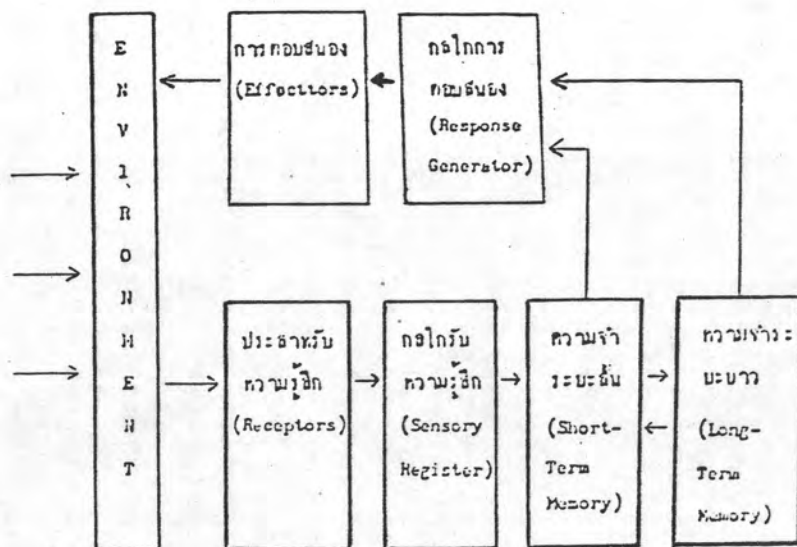 ENVIRONMENT
การตอบสนอง
(Effecttors)
กลไกการ
ตอบสนอง
(Response
Generator)
ประสาทรับ
ความรู้สึก
(Receptors)
กลไกรับ
ความรู้สึก
(Sensory
Register)
ความจำ
ระยะสั้น
(Short-
Term
Memory)
ความจำระ
ยะยาว
(Long-
Term
Memory)